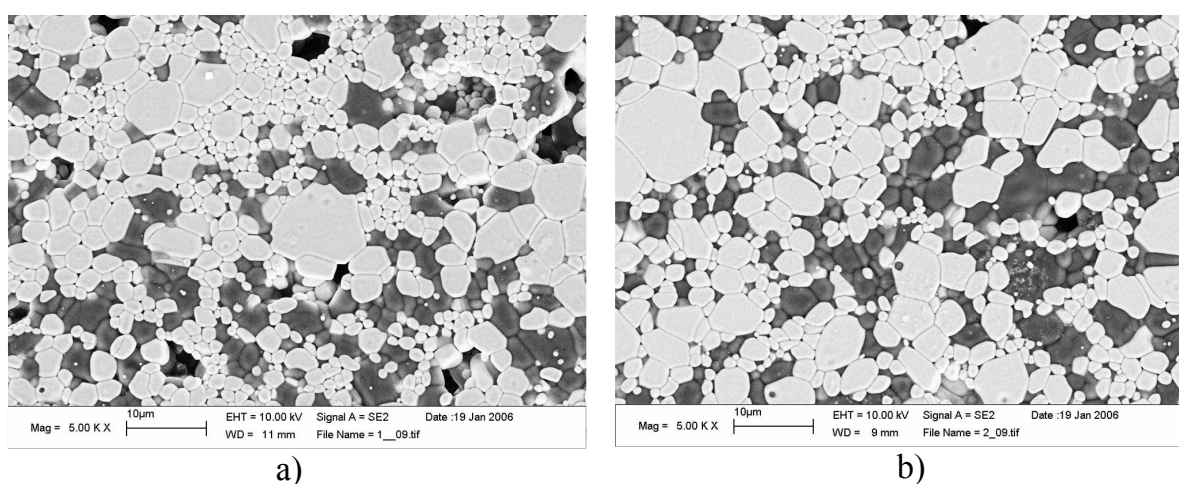 10µm
Mag = 5.00 K X
EHT = 10.00 kV Signal A = SE2 Date :19 Jan 2006
WD = 11 mm File Name = 1__09.tif
a)
10µm
Mag = 5.00 K X
EHT = 10.00 kV Signal A = SE2 Date :19 Jan 2006
WD = 9 mm File Name = 2_09.tif
b)